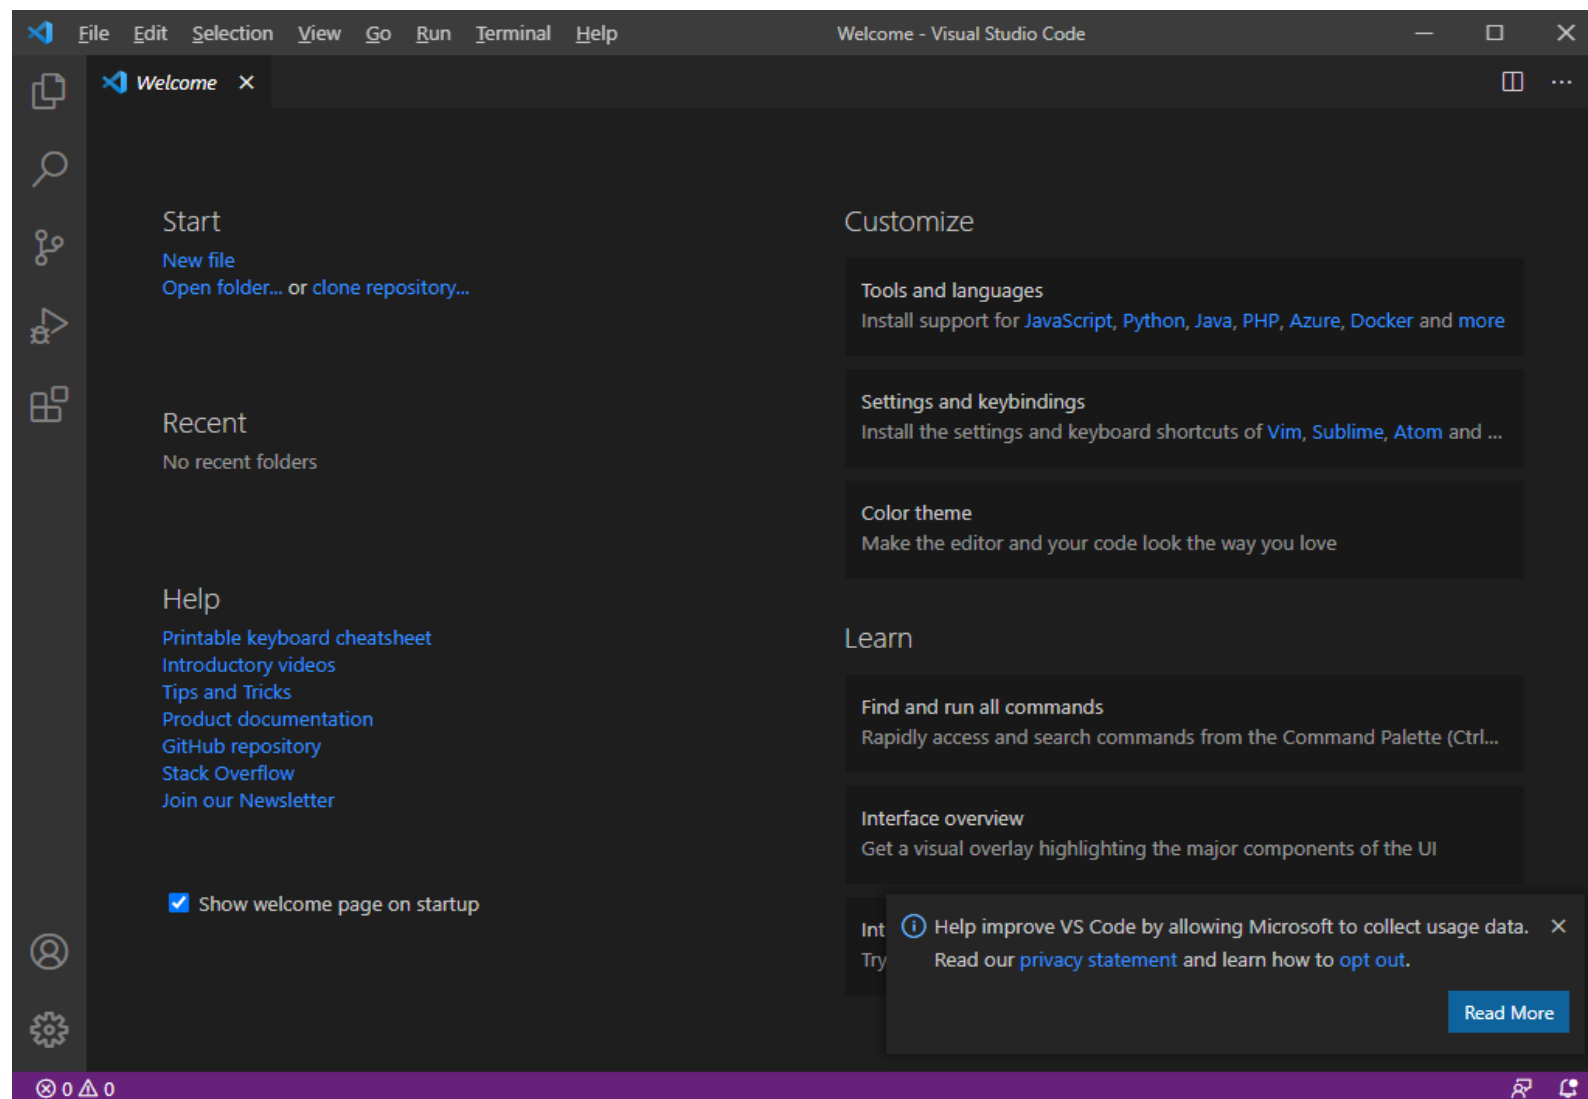 File Edit Selection View Go Run Terminal Help Welcome - Visual Studio Code
Welcome
Start
New file
Open folder... or clone repository...
Recent
No recent folders
Help
Printable keyboard cheatsheet
Introductory videos
Tips and Tricks
Product documentation
GitHub repository
Stack Overflow
Join our Newsletter
Show welcome page on startup
Customize
Tools and languages
Install support for JavaScript, Python, Java, PHP, Azure, Docker and more
Settings and keybindings
Install the settings and keyboard shortcuts of Vim, Sublime, Atom and ...
Color theme
Make the editor and your code look the way you love
Learn
Find and run all commands
Rapidly access and search commands from the Command Palette (Ctrl...
Interface overview
Get a visual overlay highlighting the major components of the UI
Int
Try
Help improve VS Code by allowing Microsoft to collect usage data.
Read our privacy statement and learn how to opt out.
Read More
0 0